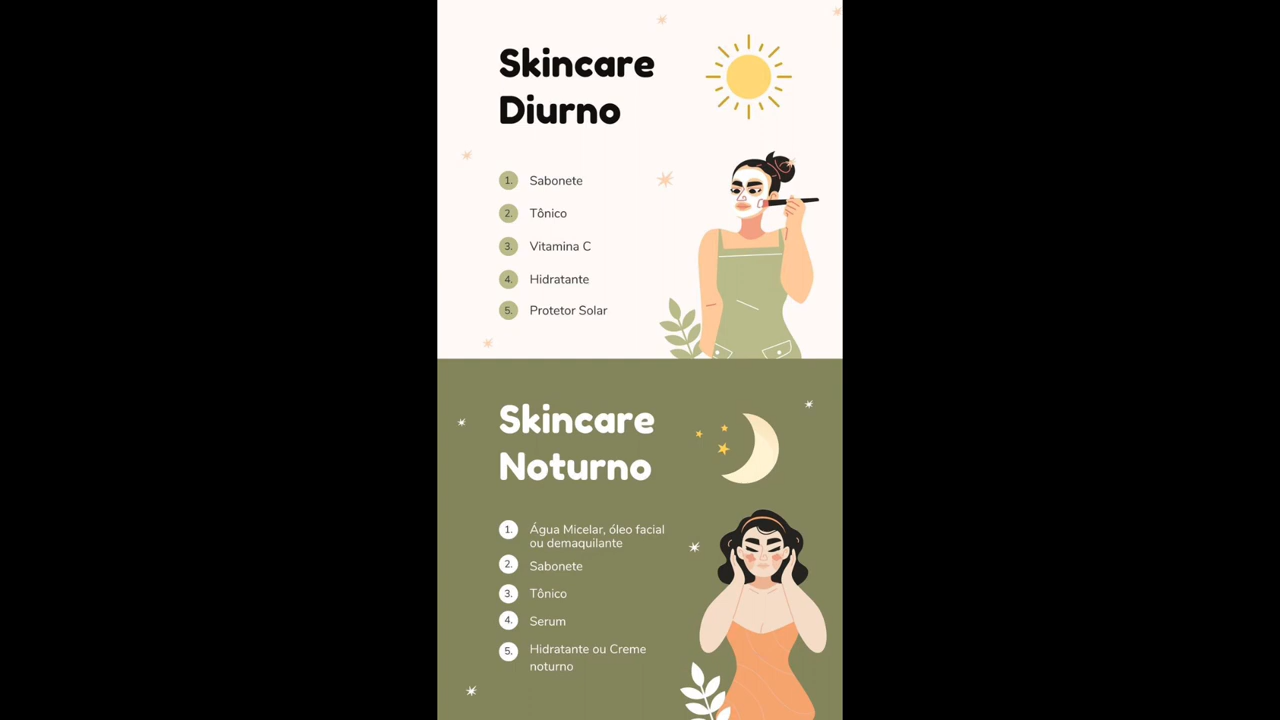 Skincare
Diurno
1. Sabonete
2. Tônico
3. Vitamina C
4. Hidratante
5. Protetor Solar
Skincare
Noturno
1. Água Micelar, óleo facial
ou demaquilante
2. Sabonete
3. Tônico
4. Serum
5. Hidratante ou Creme
noturno